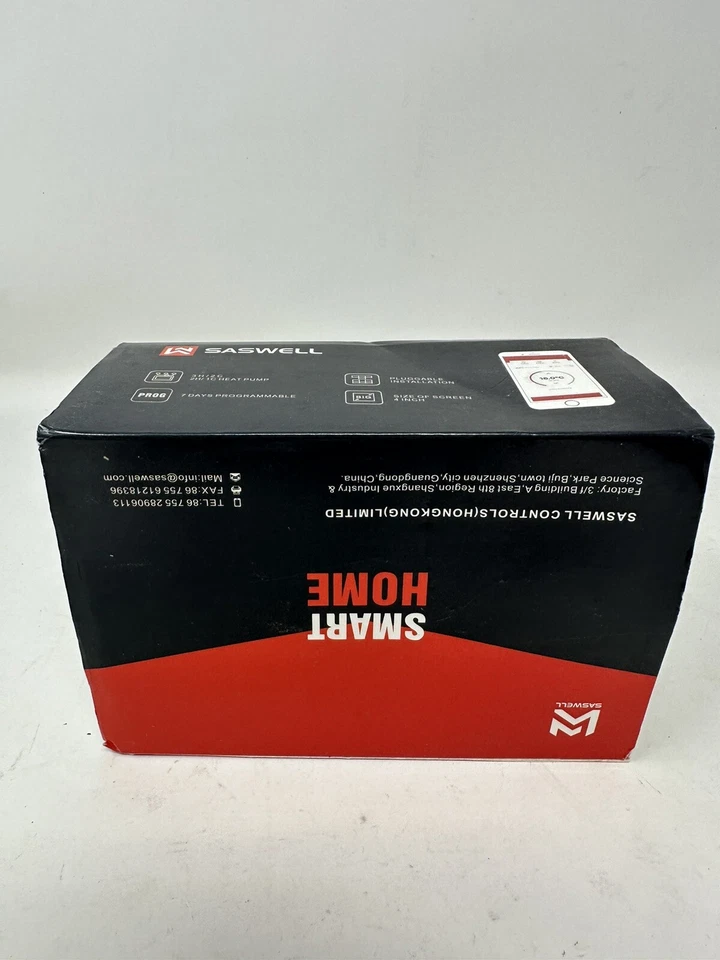 SASWELL
3H/2C
2H/1C HEAT PUMP
PROG
7 DAYS PROGRAMMABLE
PLUGGABLE
INSTALLATION
BIG
SIZE OF SCREEN
4 INCH
SASWELL
SMART
HOME
SASWELL CONTROLS(HONGKONG)LIMITED
Factory: 3/f Building A,East 8th Region,Shangxue Industry &
Science Park,Buji town,Shenzhen city,Guangdong,China.
TEL:86 755 28906113
FAX:86 755 61218396
Mail:info@saswell.com